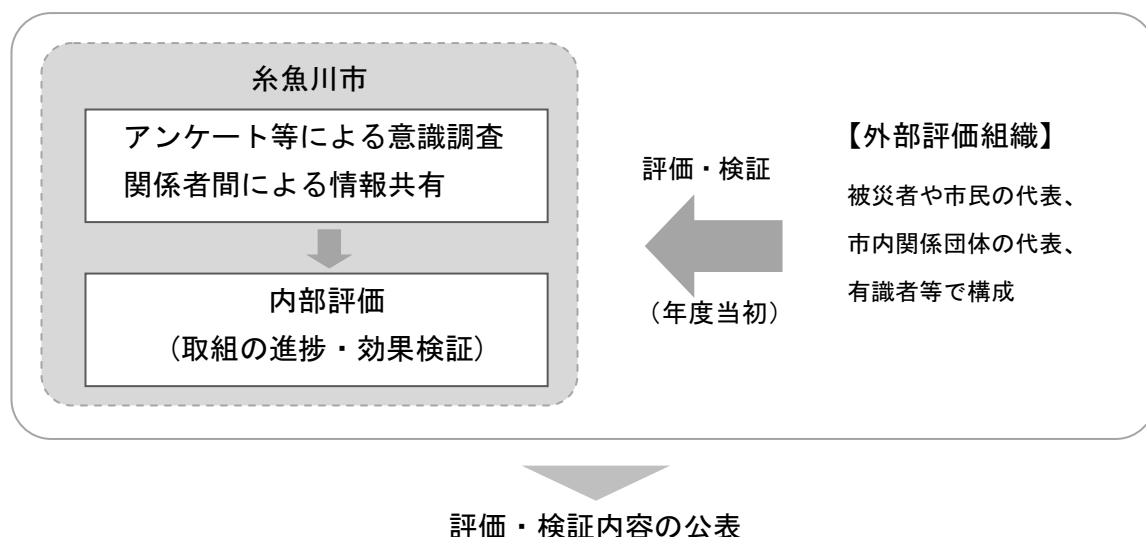 糸魚川市
アンケート等による意識調査
関係者間による情報共有
内部評価
（取組の進捗・効果検証）
評価・検証
（年度当初）
【外部評価組織】
被災者や市民の代表、
市内関係団体の代表、
有識者等で構成
評価・検証内容の公表